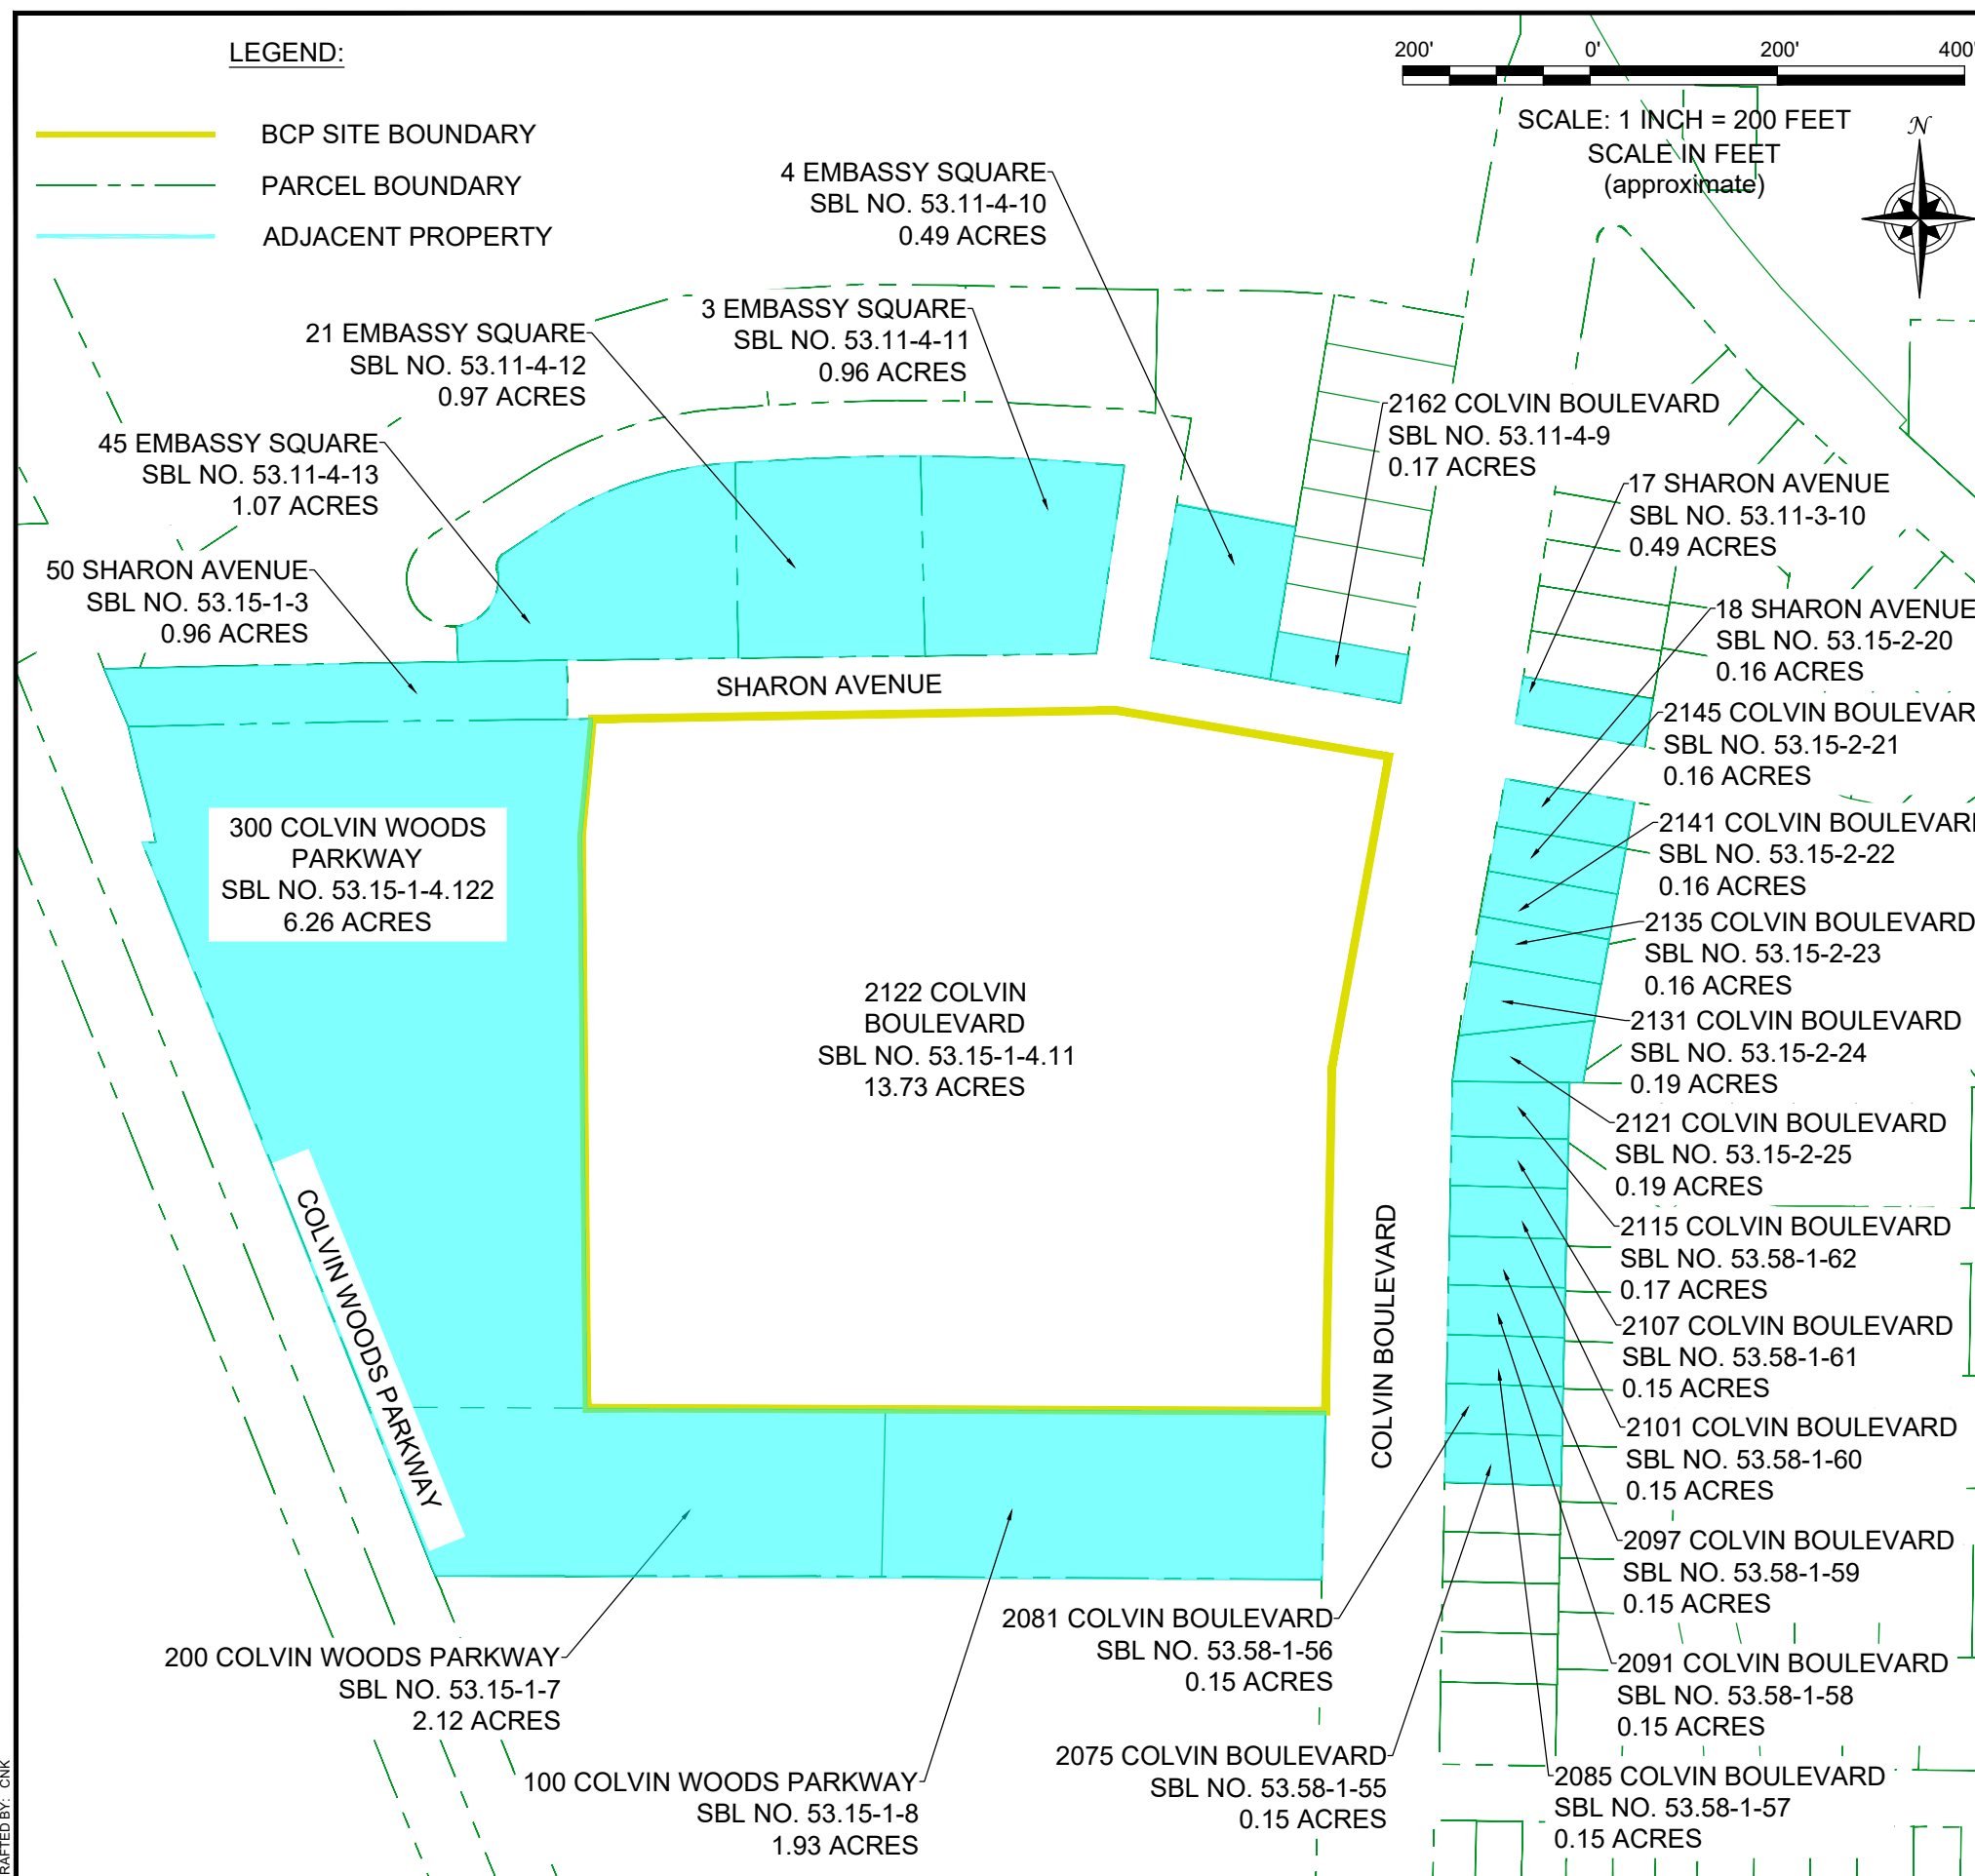 LEGEND:
BCP SITE BOUNDARY
PARCEL BOUNDARY
ADJACENT PROPERTY
200' 0' 200' 400'
SCALE: 1 INCH = 200 FEET
SCALE IN FEET
(approximate)
N
4 EMBASSY SQUARE
SBL NO. 53.11-4-10
0.49 ACRES
3 EMBASSY SQUARE
SBL NO. 53.11-4-11
0.96 ACRES
21 EMBASSY SQUARE
SBL NO. 53.11-4-12
0.97 ACRES
45 EMBASSY SQUARE
SBL NO. 53.11-4-13
1.07 ACRES
50 SHARON AVENUE
SBL NO. 53.15-1-3
0.96 ACRES
2162 COLVIN BOULEVARD
SBL NO. 53.11-4-9
0.17 ACRES
17 SHARON AVENUE
SBL NO. 53.11-3-10
0.49 ACRES
18 SHARON AVENUE
SBL NO. 53.15-2-20
0.16 ACRES
SHARON AVENUE
2145 COLVIN BOULEVAR
SBL NO. 53.15-2-21
0.16 ACRES
300 COLVIN WOODS
PARKWAY
SBL NO. 53.15-1-4.122
6.26 ACRES
2141 COLVIN BOULEVARD
SBL NO. 53.15-2-22
0.16 ACRES
2135 COLVIN BOULEVARD
SBL NO. 53.15-2-23
0.16 ACRES
2122 COLVIN
BOULEVARD
SBL NO. 53.15-1-4.11
13.73 ACRES
2131 COLVIN BOULEVARD
SBL NO. 53.15-2-24
0.19 ACRES
2121 COLVIN BOULEVARD
SBL NO. 53.15-2-25
0.19 ACRES
COLVIN WOODS PARKWAY
COLVIN BOULEVARD
2115 COLVIN BOULEVARD
SBL NO. 53.58-1-62
0.17 ACRES
2107 COLVIN BOULEVARD
SBL NO. 53.58-1-61
0.15 ACRES
2101 COLVIN BOULEVARD
SBL NO. 53.58-1-60
0.15 ACRES
2097 COLVIN BOULEVARD
SBL NO. 53.58-1-59
0.15 ACRES
2081 COLVIN BOULEVARD
SBL NO. 53.58-1-56
0.15 ACRES
200 COLVIN WOODS PARKWAY
SBL NO. 53.15-1-7
2.12 ACRES
2091 COLVIN BOULEVARD
SBL NO. 53.58-1-58
0.15 ACRES
2075 COLVIN BOULEVARD
SBL NO. 53.58-1-55
0.15 ACRES
100 COLVIN WOODS PARKWAY
SBL NO. 53.15-1-8
1.93 ACRES
2085 COLVIN BOULEVARD
SBL NO. 53.58-1-57
0.15 ACRES
RAFTED BY: CNK